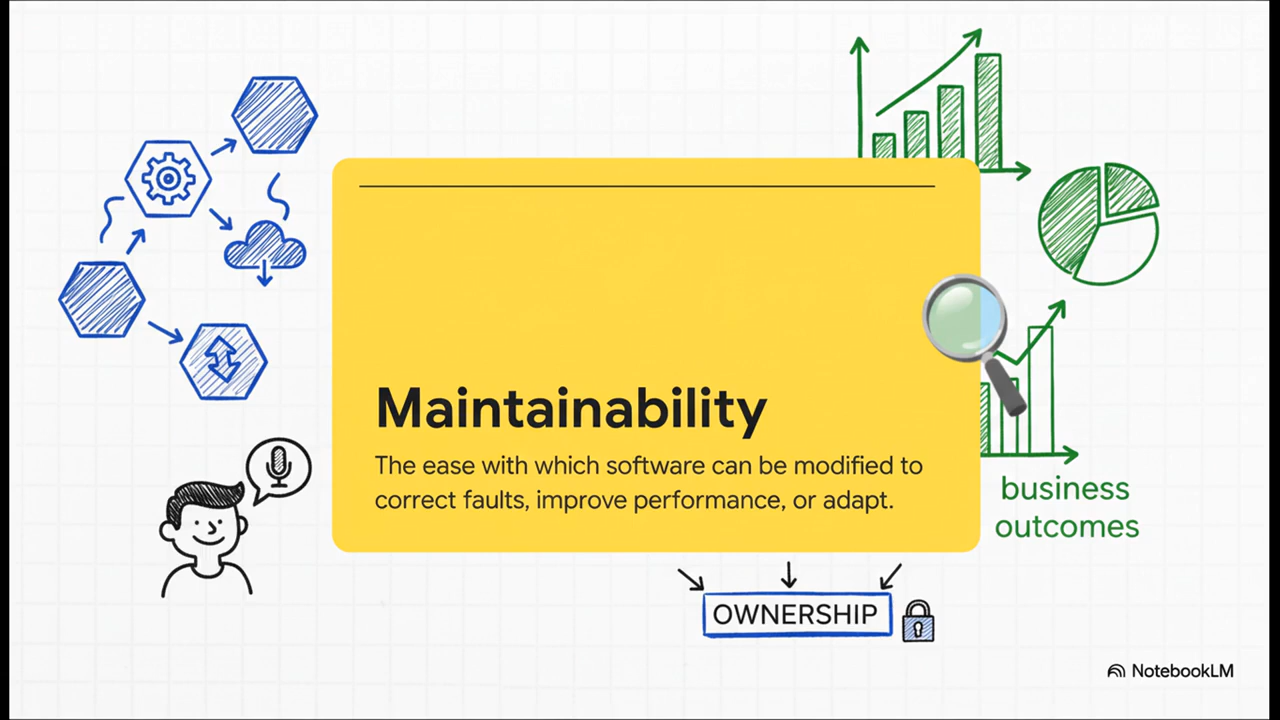 Maintainability
The ease with which software can be modified to
correct faults, improve performance, or adapt.
business
outcomes
OWNERSHIP
NotebookLM